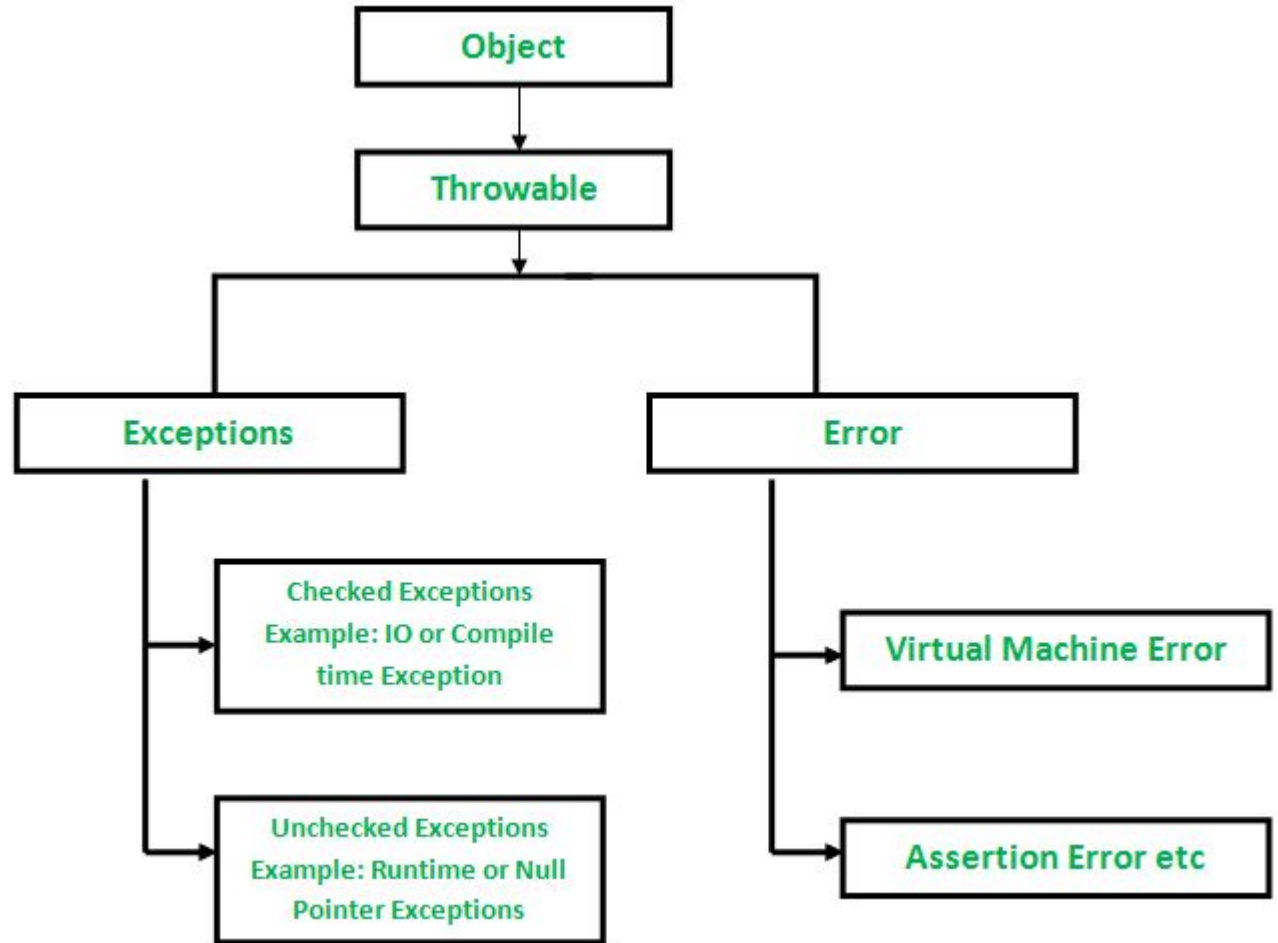 Object
Throwable
Exceptions
Error
Checked Exceptions
Example: IO or Compile
time Exception
Virtual Machine Error
Unchecked Exceptions
Example: Runtime or Null
Pointer Exceptions
Assertion Error etc